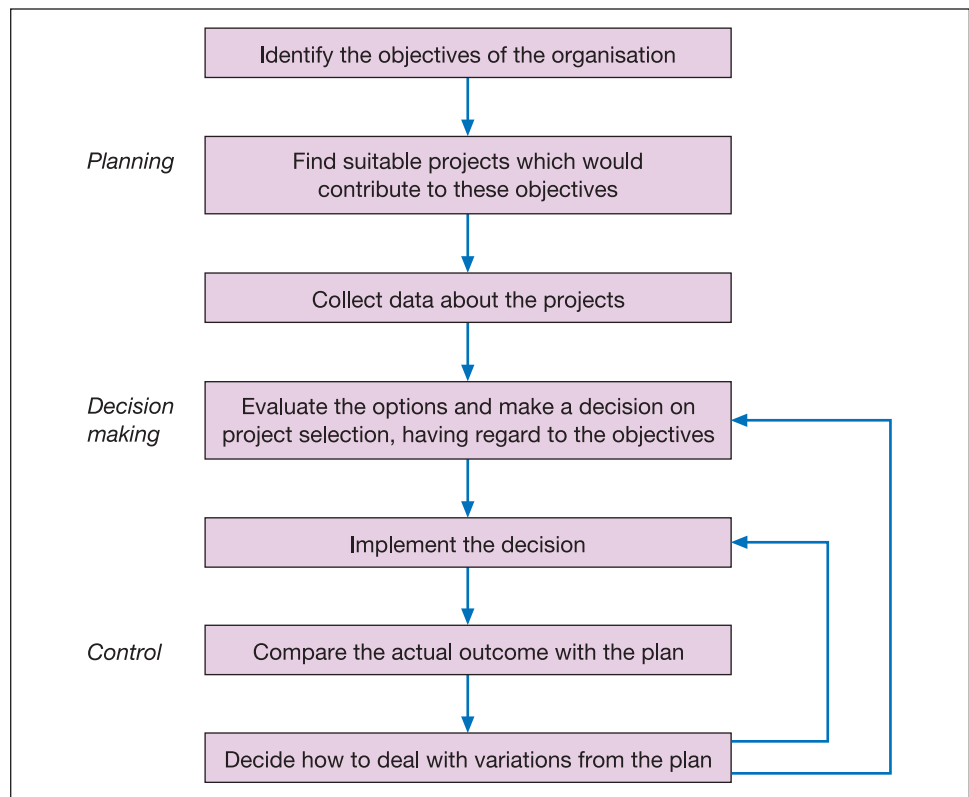 Identify the objectives of the organisation
Planning
Find suitable projects which would
contribute to these objectives
Collect data about the projects
Decision
making
Evaluate the options and make a decision on
project selection, having regard to the objectives
Implement the decision
Control
Compare the actual outcome with the plan
Decide how to deal with variations from the plan